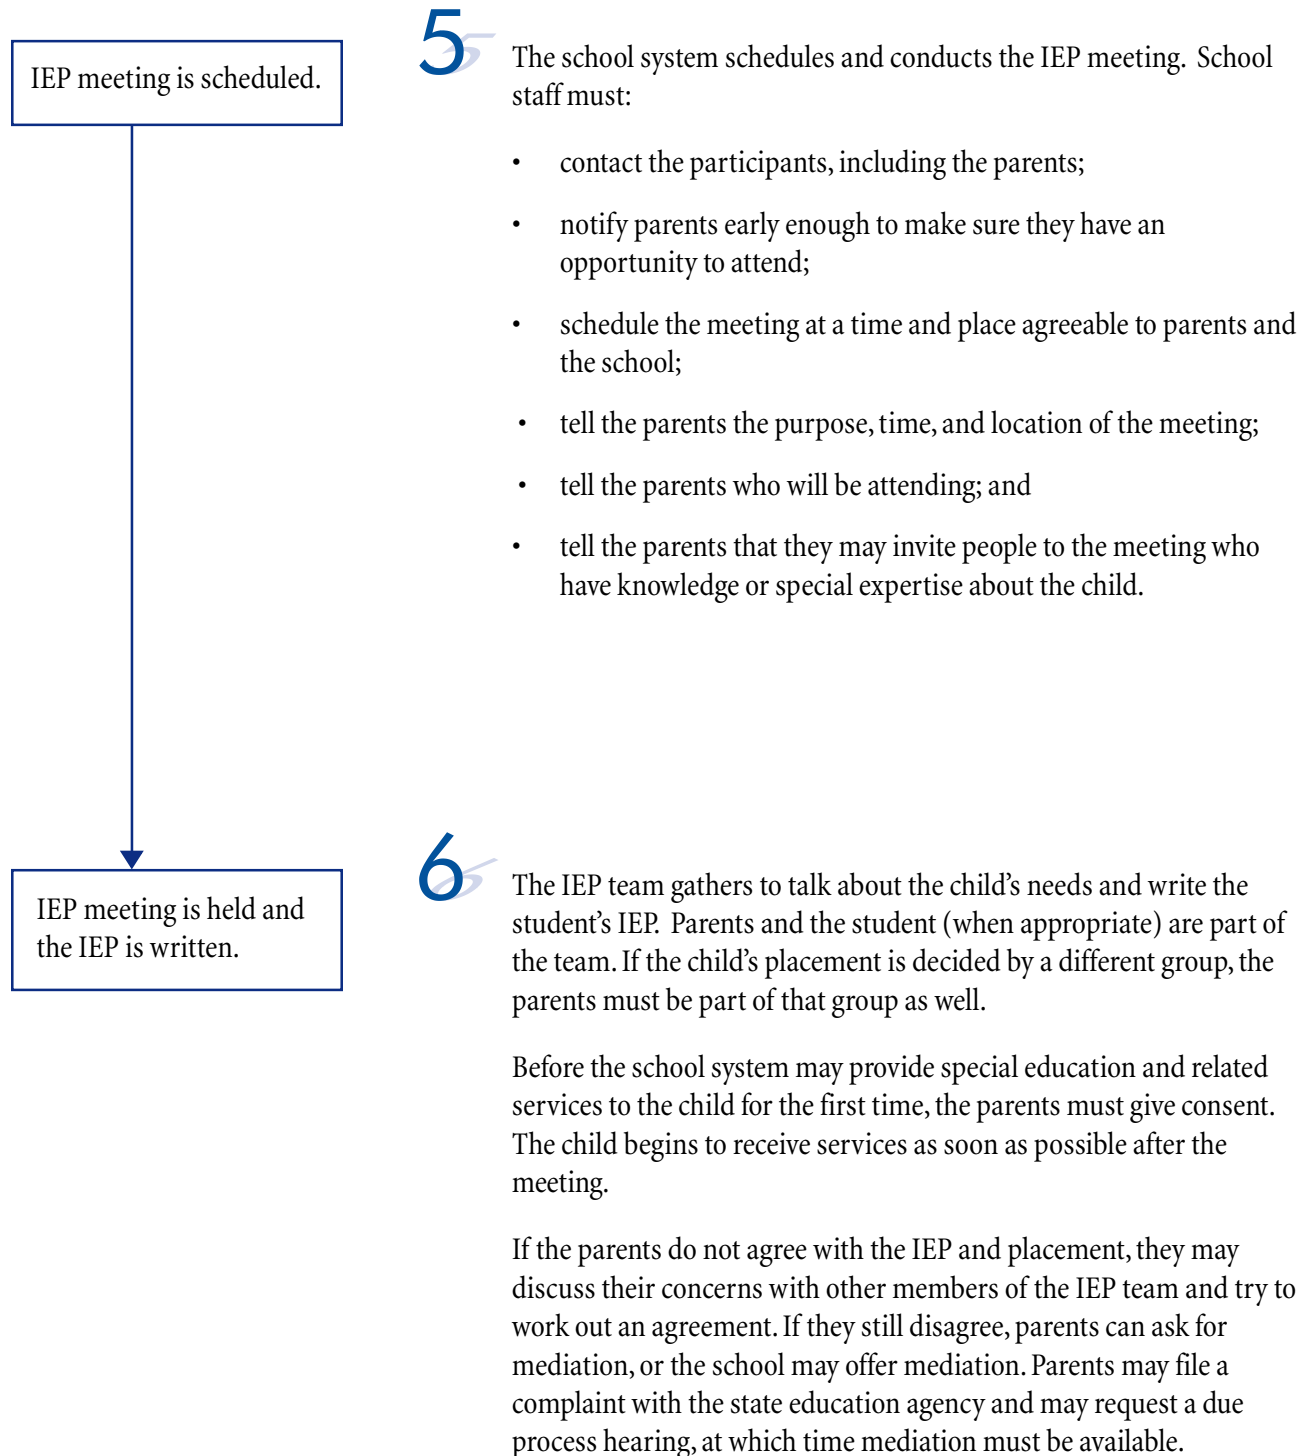 IEP meeting is scheduled.
5
The school system schedules and conducts the IEP meeting. School
staff must:
• contact the participants, including the parents;
• notify parents early enough to make sure they have an
opportunity to attend;
• schedule the meeting at a time and place agreeable to parents and
the school;
• tell the parents the purpose, time, and location of the meeting;
• tell the parents who will be attending; and
• tell the parents that they may invite people to the meeting who
have knowledge or special expertise about the child.
IEP meeting is held and
the IEP is written.
6
The IEP team gathers to talk about the child’s needs and write the
student’s IEP. Parents and the student (when appropriate) are part of
the team. If the child’s placement is decided by a different group, the
parents must be part of that group as well.
Before the school system may provide special education and related
services to the child for the first time, the parents must give consent.
The child begins to receive services as soon as possible after the
meeting.
If the parents do not agree with the IEP and placement, they may
discuss their concerns with other members of the IEP team and try to
work out an agreement. If they still disagree, parents can ask for
mediation, or the school may offer mediation. Parents may file a
complaint with the state education agency and may request a due
process hearing, at which time mediation must be available.